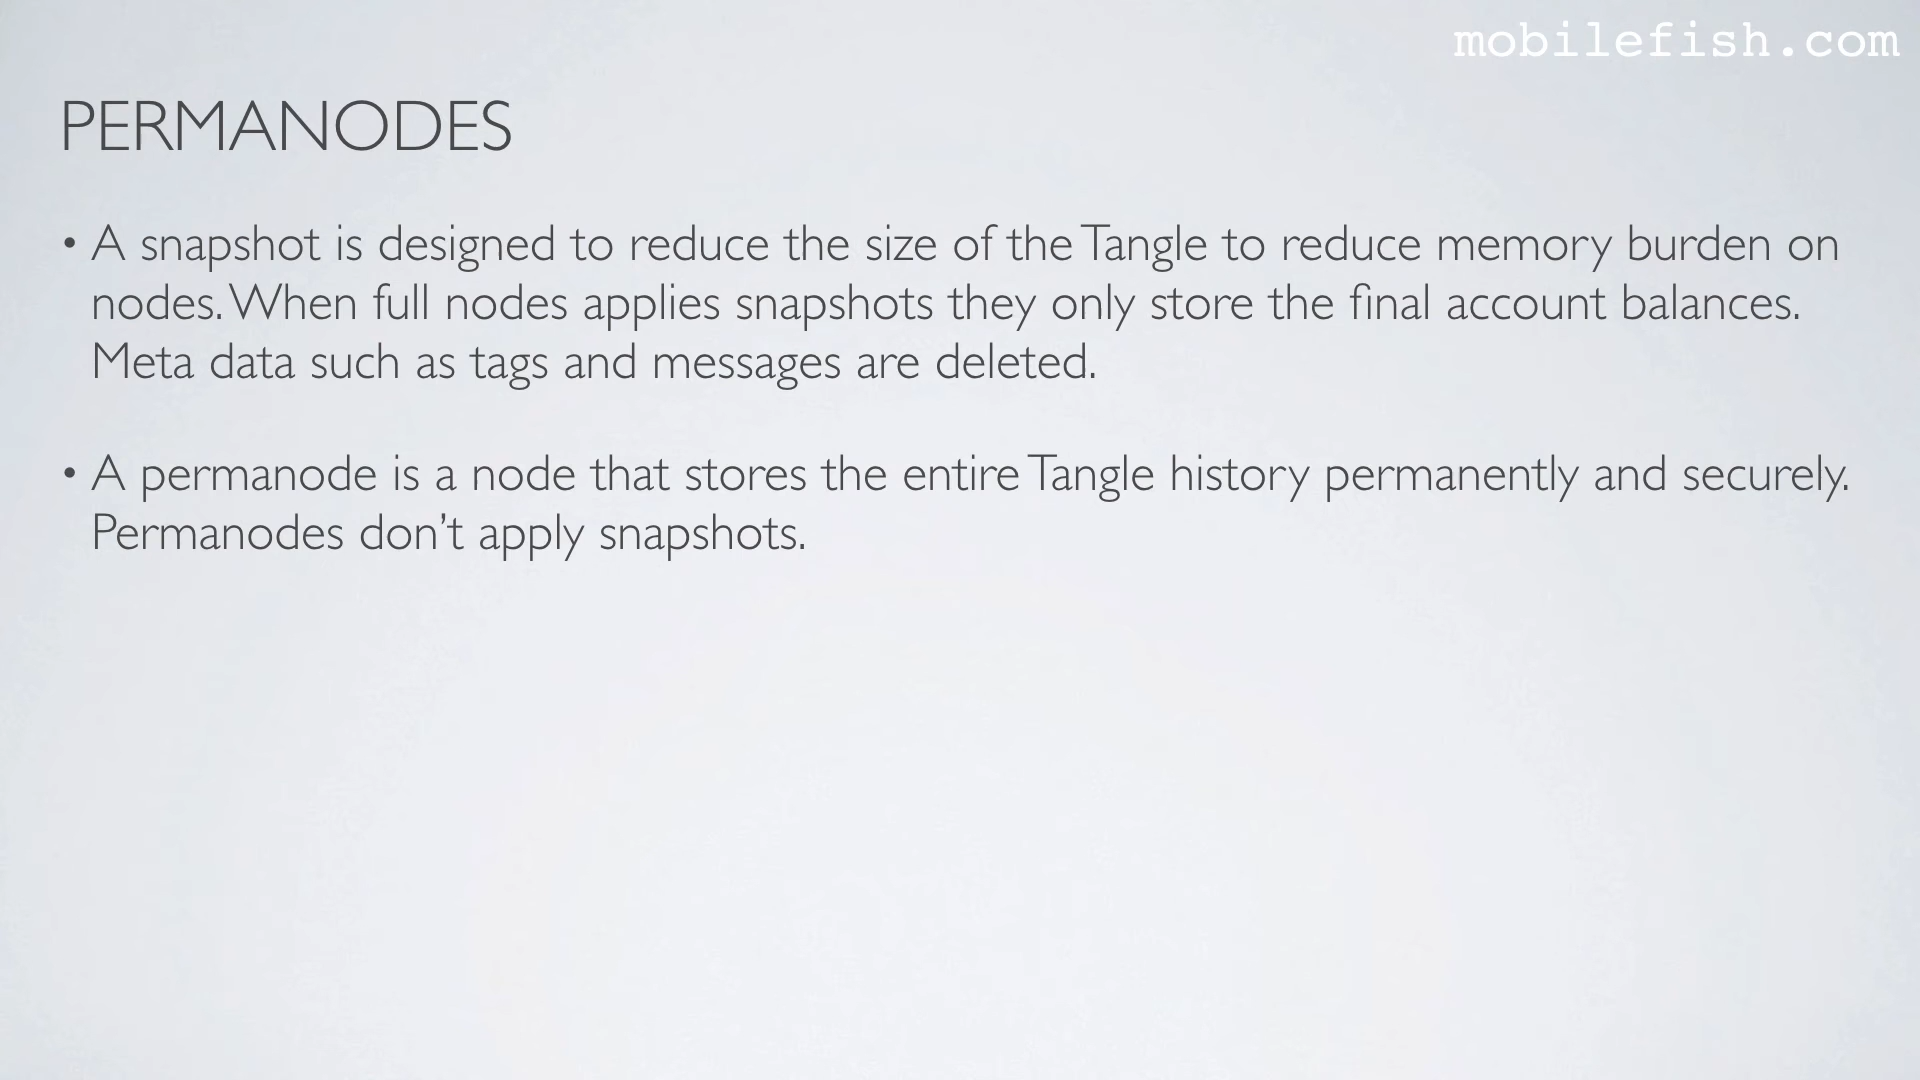 mobilefish.com
PERMANODES
• A snapshot is designed to reduce the size of the Tangle to reduce memory burden on
nodes. When full nodes applies snapshots they only store the final account balances.
Meta data such as tags and messages are deleted.
• A permanode is a node that stores the entire Tangle history permanently and securely.
Permanodes don’t apply snapshots.